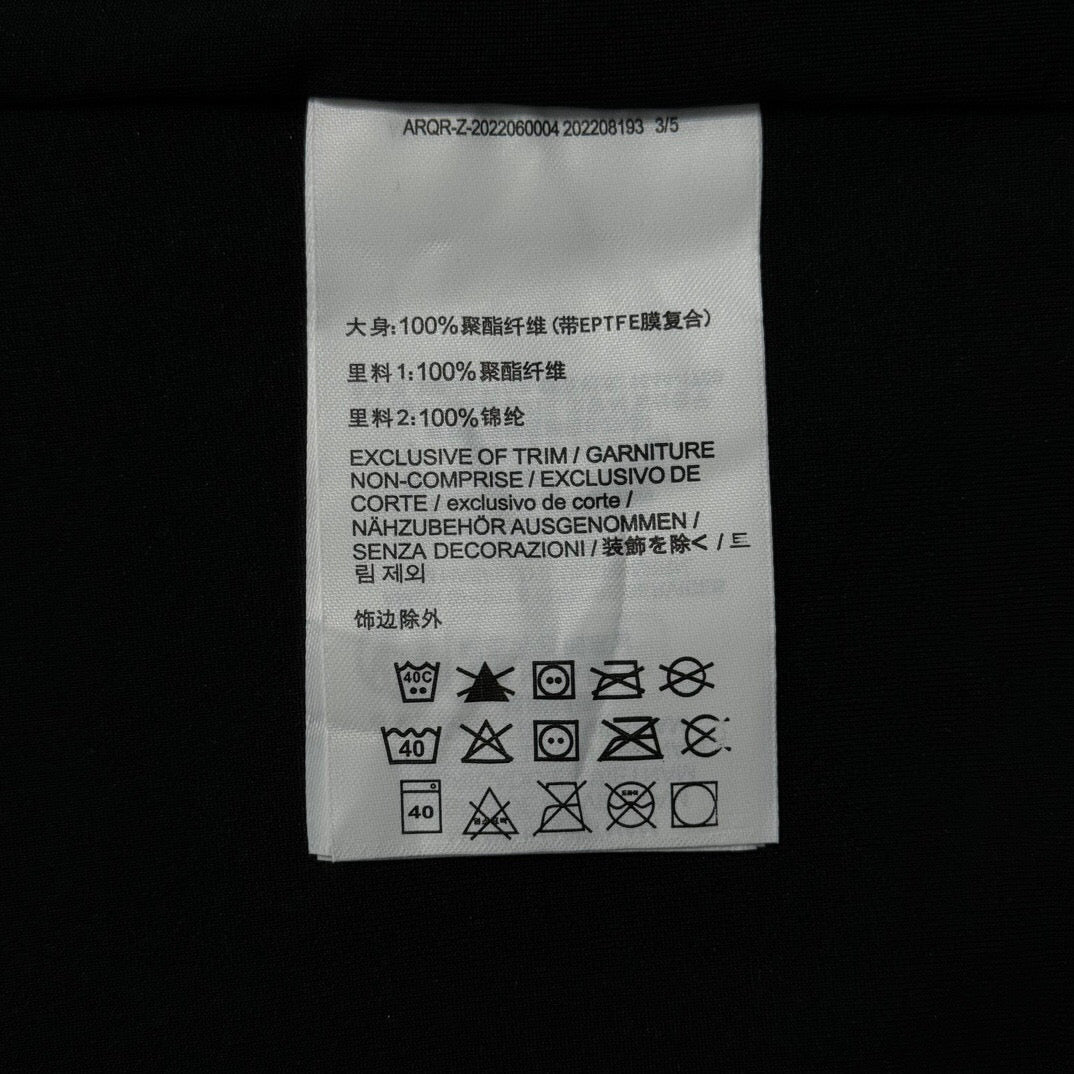 ARQR-Z-2022060004 202208193 3/5
大身:100%聚酯纤维(带EPTFE膜复合)
里料1:100%聚酯纤维
里料2:100%锦纶
EXCLUSIVE OF TRIM / GARNITURE
NON-COMPRISE / EXCLUSIVO DE
CORTE / exclusivo de corte /
NÄHZUBEHÖR AUSGENOMMEN /
SENZA DECORAZIONI / 装飾を除く / 트
림 제외
饰边除外
40C
40
40